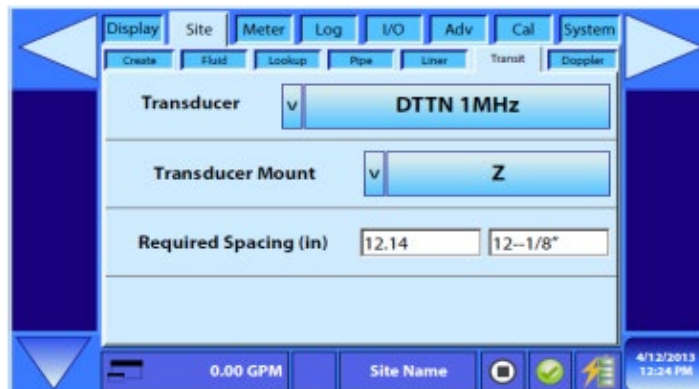 Display Site Meter Log I/O Adv Cal System
Create Fluid Lookup Pipe Liner Transit Doppler
Transducer v DTTN 1MHz
Transducer Mount v Z
Required Spacing (in) 12.14 12--1/8"
0.00 GPM Site Name 4/12/2013
12:24 PM